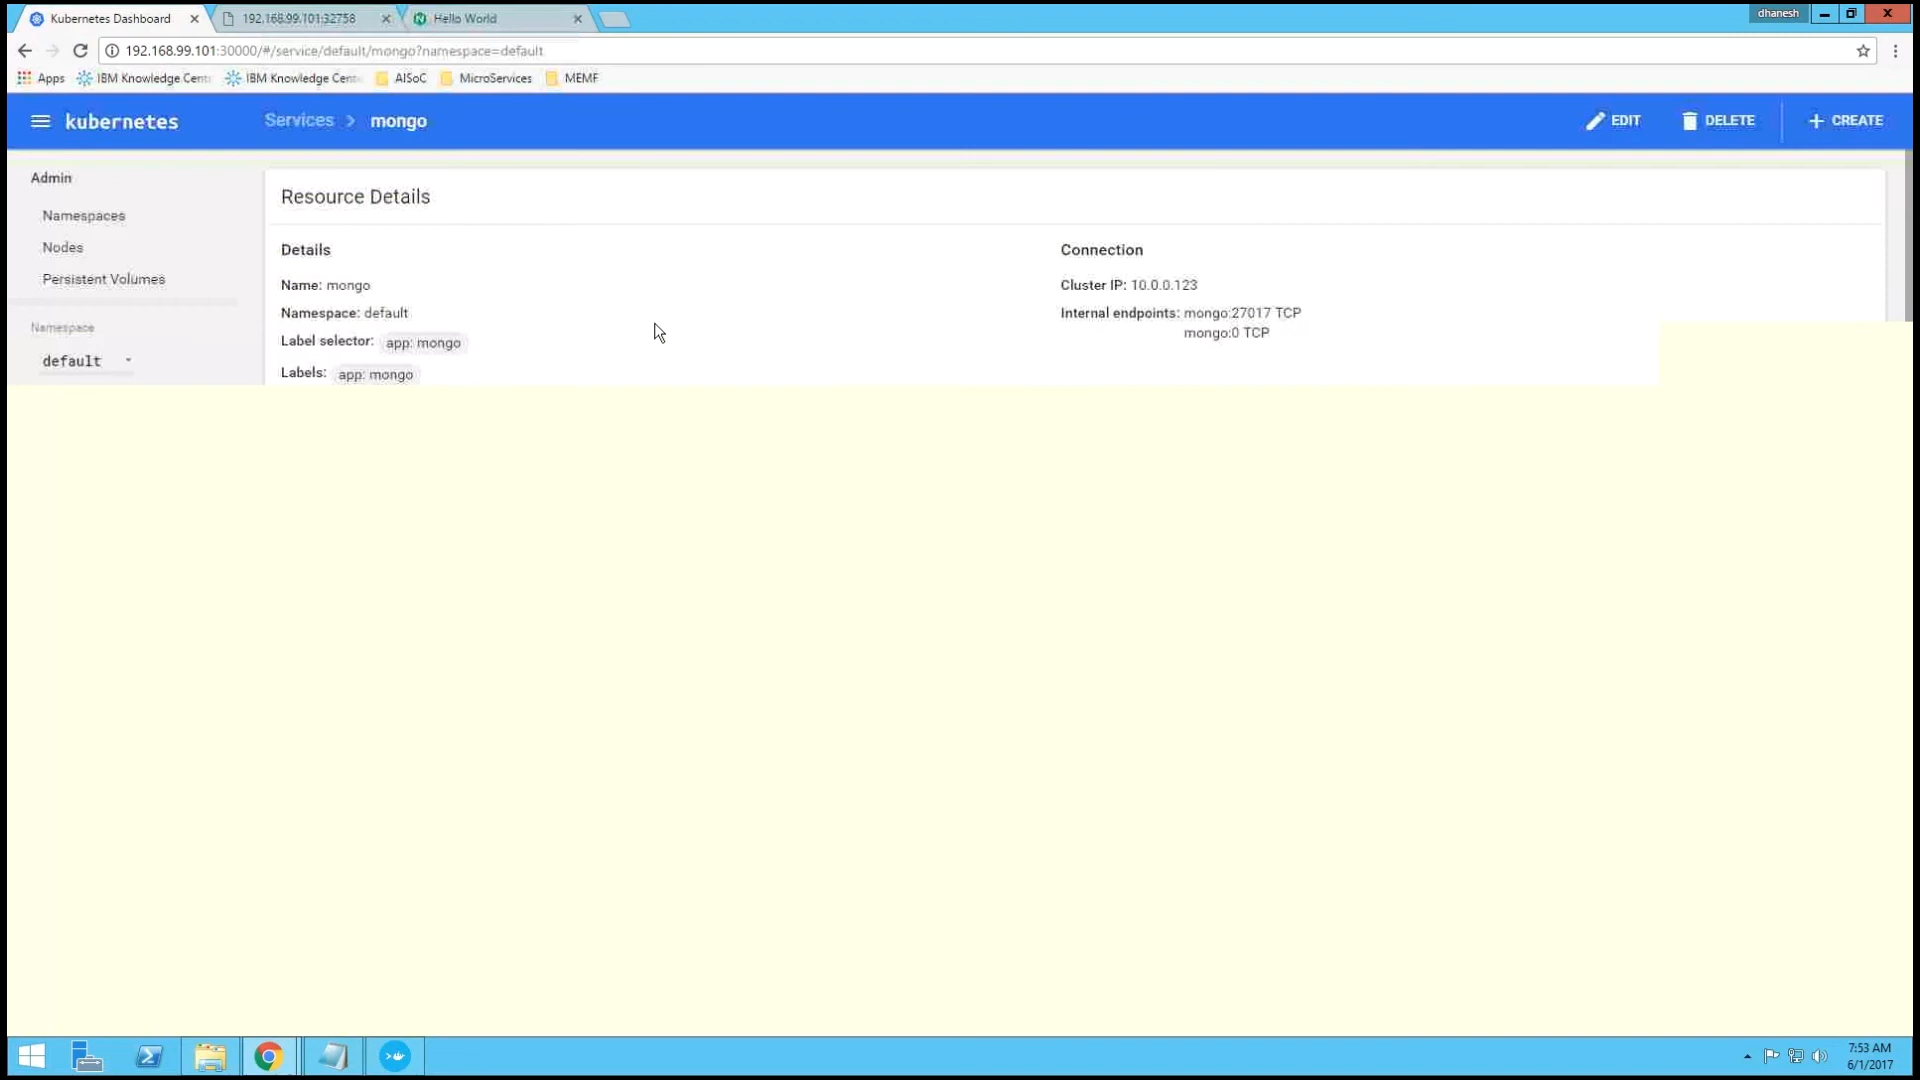 Kubernetes Dashboard
192.168.99.101:32758
Hello World
dhanesh
192.168.99.101:30000/#/service/default/mongo?namespace=default
Apps
IBM Knowledge Cent
IBM Knowledge Cent
AISoC
MicroServices
MEMF
kubernetes
Services > mongo
EDIT
DELETE
+ CREATE
Admin
Namespaces
Nodes
Persistent Volumes
Namespace
default
Resource Details
Details
Name: mongo
Namespace: default
Label selector: app: mongo
Labels: app: mongo
Connection
Cluster IP: 10.0.0.123
Internal endpoints: mongo:27017 TCP
mongo:0 TCP
7:53 AM
6/1/2017